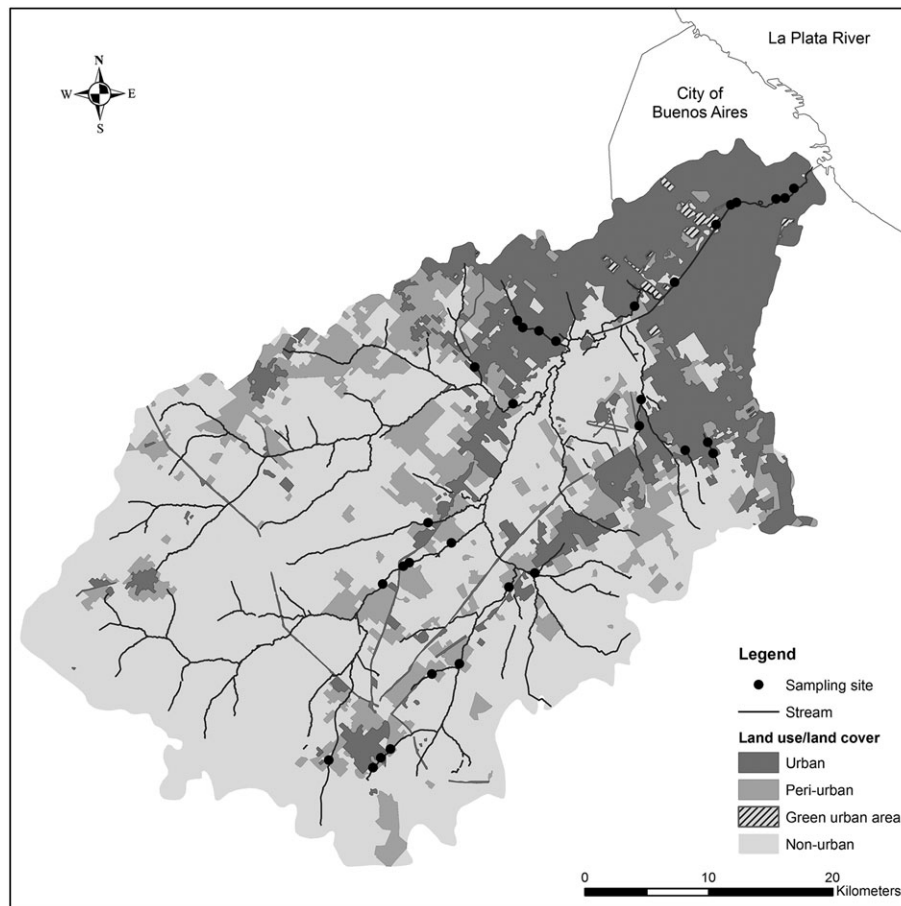 La Plata River
City of
Buenos Aires
N
W E
S
Legend
Sampling site
Stream
Land use/land cover
Urban
Peri-urban
Green urban area
Non-urban
0 10 20
Kilometers